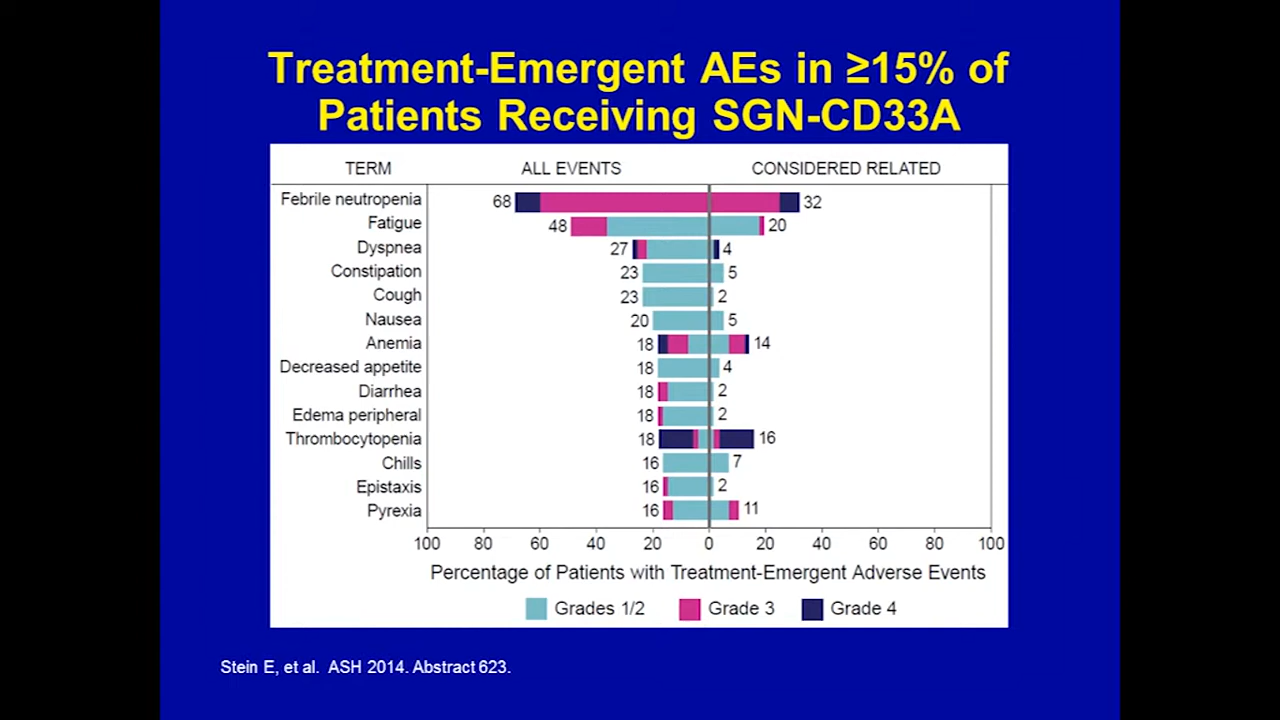 Treatment-Emergent AEs in ≥15% of
Patients Receiving SGN-CD33A
TERM ALL EVENTS CONSIDERED RELATED
Febrile neutropenia 68 32
Fatigue 48 20
Dyspnea 27 4
Constipation 23 5
Cough 23 2
Nausea 20 5
Anemia 18 14
Decreased appetite 18 4
Diarrhea 18 2
Edema peripheral 18 2
Thrombocytopenia 18 16
Chills 16 7
Epistaxis 16 2
Pyrexia 16 11
100 80 60 40 20 0 20 40 60 80 100
Percentage of Patients with Treatment-Emergent Adverse Events
Grades 1/2 Grade 3 Grade 4
Stein E, et al. ASH 2014. Abstract 623.